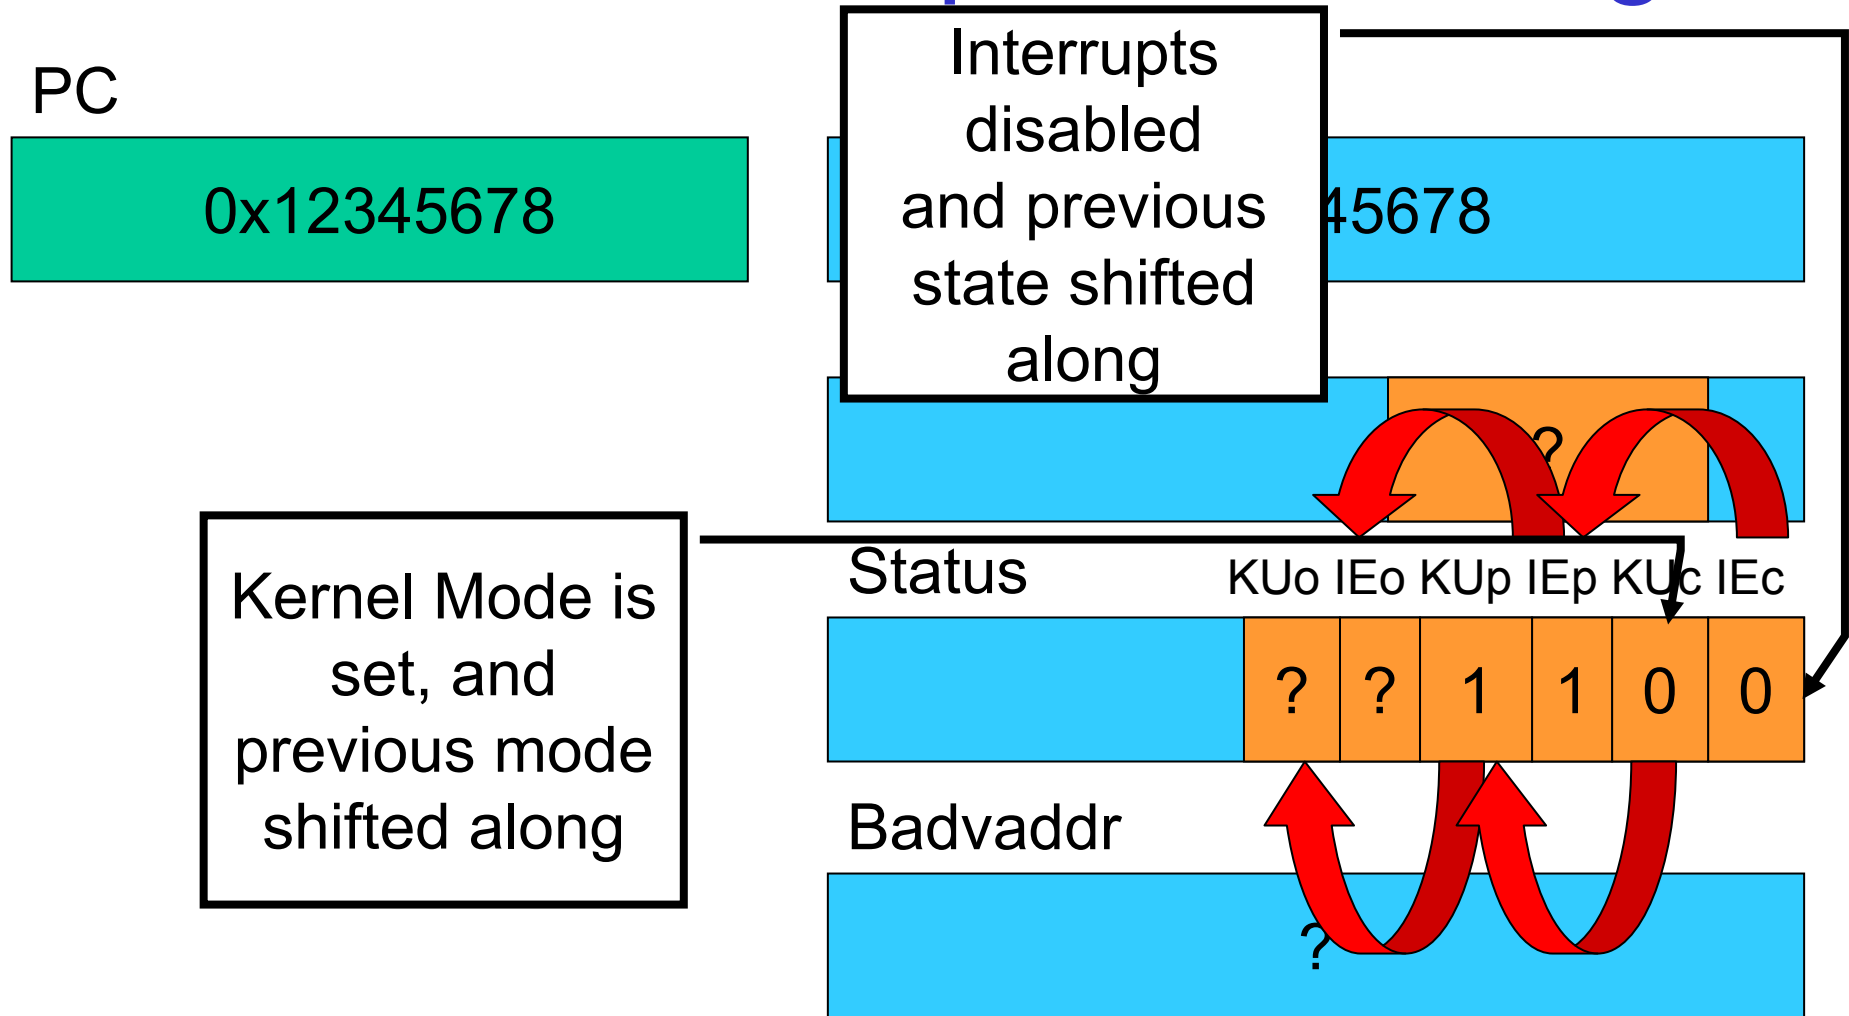 PC
0x12345678
Interrupts
disabled
and previous
state shifted
along
45678
?
Kernel Mode is
set, and
previous mode
shifted along
Status
KUo IEo KUp IEp KUc IEc
? ? 1 1 0 0
Badvaddr
?